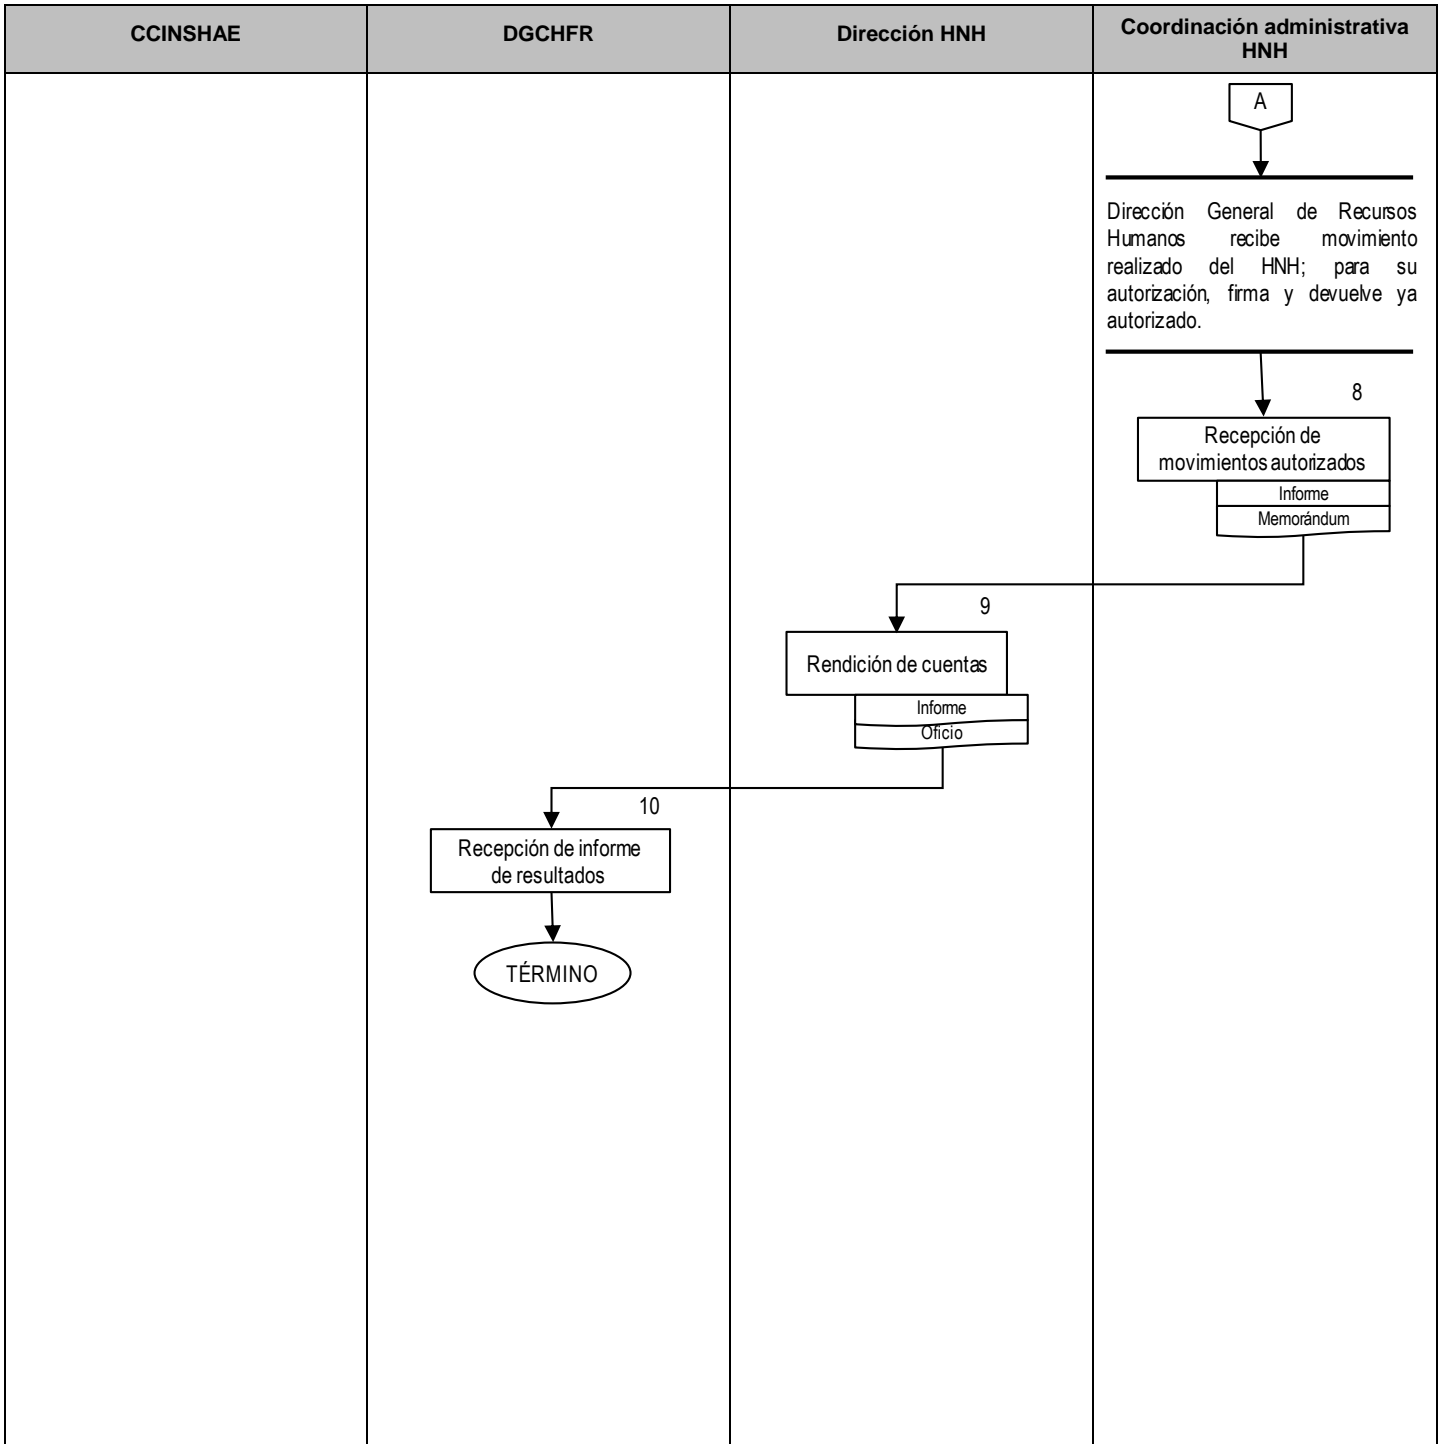 CCINSHAE
DGCHFR
Dirección HNH
Coordinación administrativa
HNH
A
Dirección General de Recursos
Humanos recibe movimiento
realizado del HNH; para su
autorización, firma y devuelve ya
autorizado.
8
Recepción de
movimientos autorizados
Informe
Memorándum
9
Rendición de cuentas
Informe
Oficio
10
Recepción de informe
de resultados
TÉRMINO